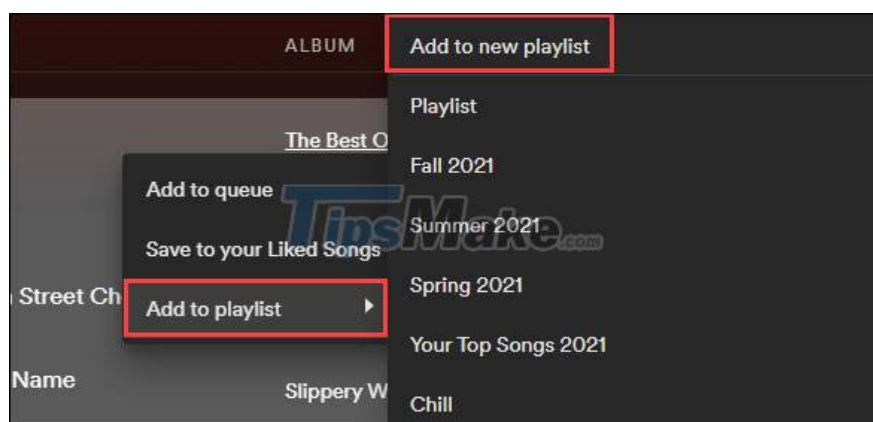 ALBUM
Add to new playlist
Playlist
The Best O
Fall 2021
Add to queue
TipsMake.com
Summer 2021
Save to your Liked Songs
Spring 2021
Street Ch
Add to playlist
Your Top Songs 2021
Name
Slippery W
Chill